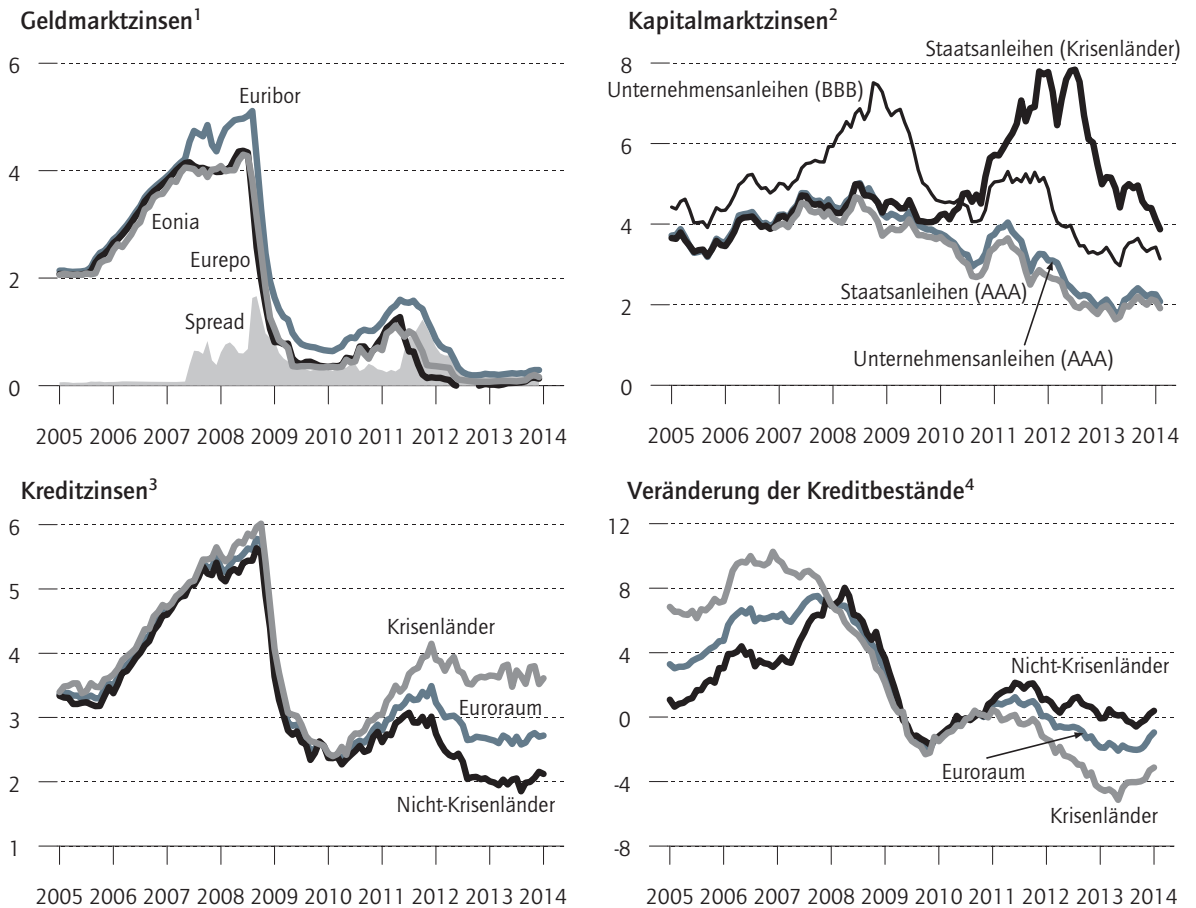 Geldmarktzinsen¹
6
4
2
0
Euribor
Eonia
Eurepo
Spread
2005 2006 2007 2008 2009 2010 2011 2012 2013 2014
Kapitalmarktzinsen²
8
6
4
2
0
Staatsanleihen (Krisenländer)
Unternehmensanleihen (BBB)
Staatsanleihen (AAA)
Unternehmensanleihen (AAA)
2005 2006 2007 2008 2009 2010 2011 2012 2013 2014
Kreditzinsen³
6
5
4
3
2
1
Krisenländer
Euroraum
Nicht-Krisenländer
2005 2006 2007 2008 2009 2010 2011 2012 2013 2014
Veränderung der Kreditbestände⁴
12
8
4
0
-4
-8
Nicht-Krisenländer
Euroraum
Krisenländer
2005 2006 2007 2008 2009 2010 2011 2012 2013 2014